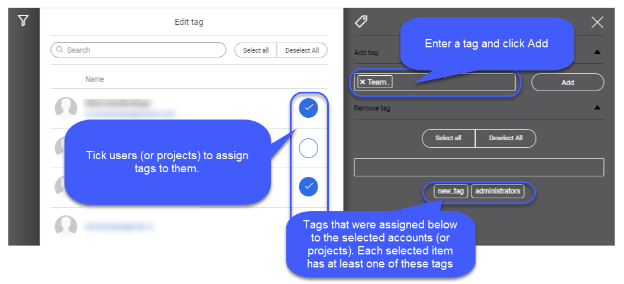 Edit tag
Search
Select all
Deselect All
Name
Enter a tag and click Add
Add tag
× Team..
Add
Remove tag
Select all
Deselect All
new_tag
administrators
Tick users (or projects) to assign
tags to them.
Tags that were assigned below
to the selected accounts (or
projects). Each selected item
has at least one of these tags